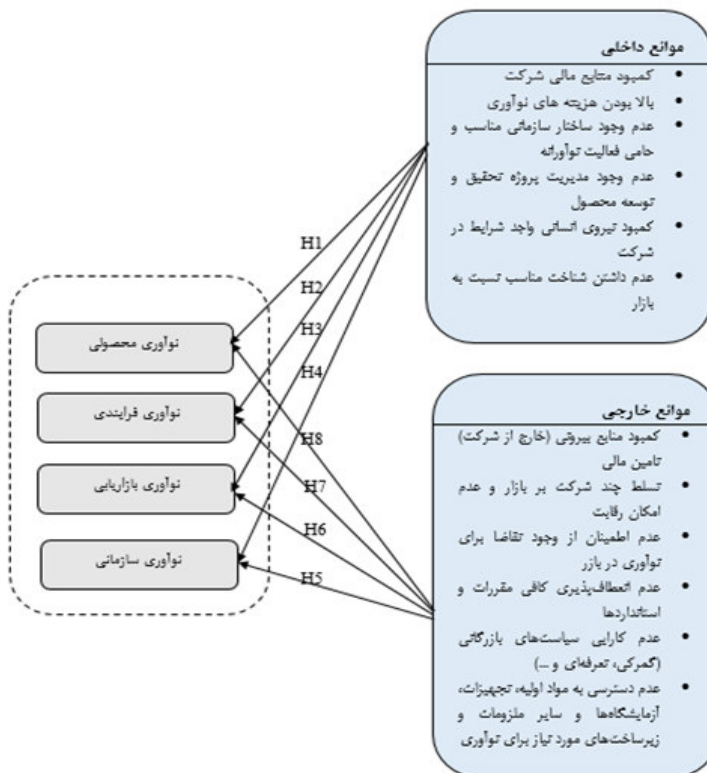 موانع داخلی
کمبود منابع مالی شرکت
بالا بودن هزینه های نوآوری
عدم وجود ساختار سازمانی مناسب و
حامی فعالیت نوآورانه
عدم وجود مدیریت پروژه تحقیق و
توسعه محصول
کمبود نیروی انسانی واجد شرایط در
شرکت
عدم داشتن شناخت مناسب نسبت به
بازار
H1
H2
H3
H4
H8
H7
H6
H5
نوآوری محصولی
نوآوری فرایندی
نوآوری بازاریابی
نوآوری سازمانی
موانع خارجی
کمبود منابع بیرونی (خارج از شرکت)
تامین مالی
تسلط چند شرکت بر بازار و عدم
امکان رقابت
عدم اطمینان از وجود تقاضا برای
نوآوری در بازر
عدم انعطاف‌پذیری کافی مقررات و
استانداردها
عدم کارایی سیاست‌های بازرگانی
(گمرکی، تعرفه‌ای و ...)
عدم دسترسی به مواد اولیه، تجهیزات،
آزمایشگاه‌ها و سایر ملزومات و
زیرساخت‌های مورد نیاز برای نوآوری